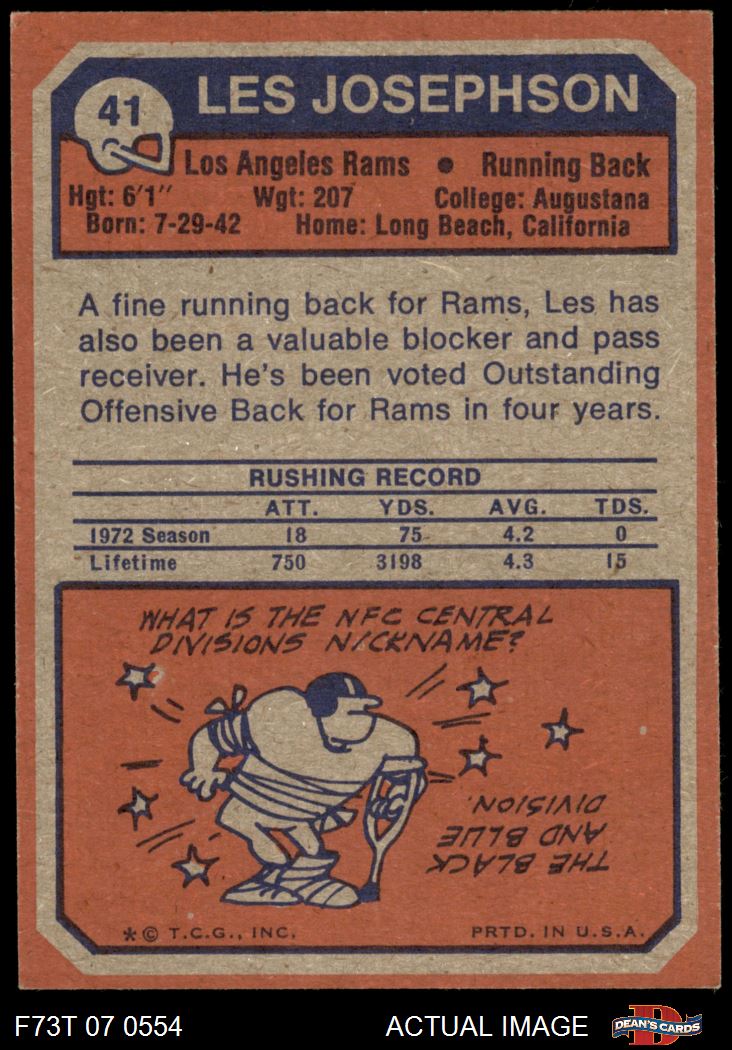 41
LES JOSEPHSON
Los Angeles Rams • Running Back
Hgt: 6'1" Wgt: 207 College: Augustana
Born: 7-29-42 Home: Long Beach, California
A fine running back for Rams, Les has
also been a valuable blocker and pass
receiver. He's been voted Outstanding
Offensive Back for Rams in four years.
RUSHING RECORD
ATT. YDS. AVG. TDS.
1972 Season 18 75 4.2 0
Lifetime 750 3198 4.3 15
WHAT IS THE NFC CENTRAL
DIVISIONS NICKNAME?
THE BLACK
AND BLUE
DIVISION.
* © T.C.G., INC. PRTD. IN U.S.A.
F73T 07 0554 ACTUAL IMAGE
D
DEAN'S CARDS